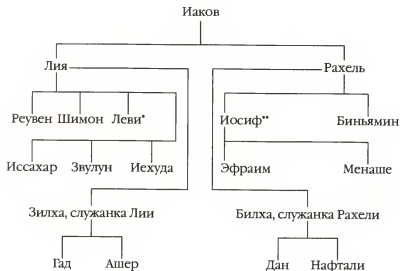 Иаков
Лия Рахель
Реувен Шимон Леви* Иосиф** Биньямин
Иссахар Звулун Иехуда Эфраим Менаше
Зилха, служанка Лии Билха, служанка Рахели
Гад Ашер Дан Нафтали